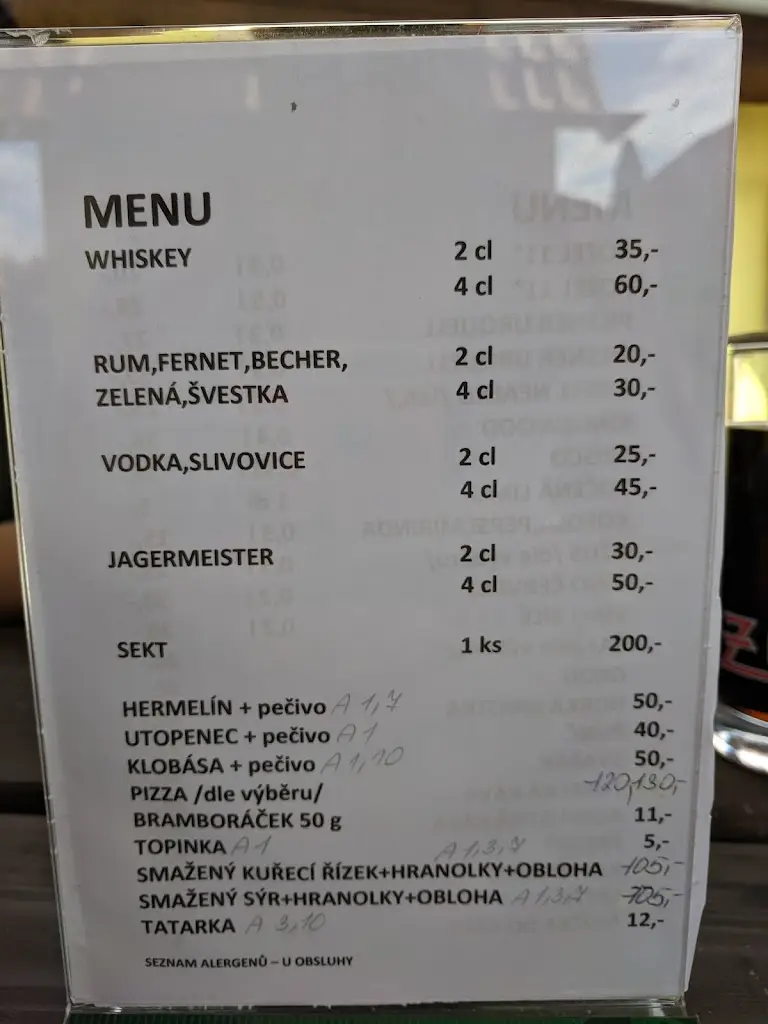 MENU
WHISKEY 2 cl 35,-
4 cl 60,-
RUM,FERNET,BECHER, 2 cl 20,-
ZELENÁ,ŠVESTKA 4 cl 30,-
VODKA,SLIVOVICE 2 cl 25,-
4 cl 45,-
JAGERMEISTER 2 cl 30,-
4 cl 50,-
SEKT 1 ks 200,-
HERMELÍN + pečivo A 1,7 50,-
UTOPENEC + pečivo A 1 40,-
KLOBÁSA + pečivo A 1,10 50,-
PIZZA /dle výběru/ 120,130,-
BRAMBORÁČEK 50 g 11,-
TOPINKA A 1 5,-
A 1,3,7
SMAŽENÝ KUŘECÍ ŘÍZEK+HRANOLKY+OBLOHA 105,-
SMAŽENÝ SÝR+HRANOLKY+OBLOHA A 1,3,7 105,-
TATARKA A 3,10 12,-
SEZNAM ALERGENŮ – U OBSLUHY